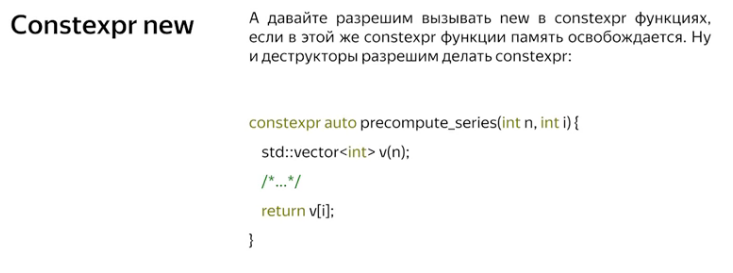 Constexpr new
А давайте разрешим вызывать new в constexpr функциях,
если в этой же constexpr функции память освобождается. Ну
и деструкторы разрешим делать constexpr:
constexpr auto precompute_series(int n, int i) {
std::vector<int> v(n);
/*...*/
return v[i];
}